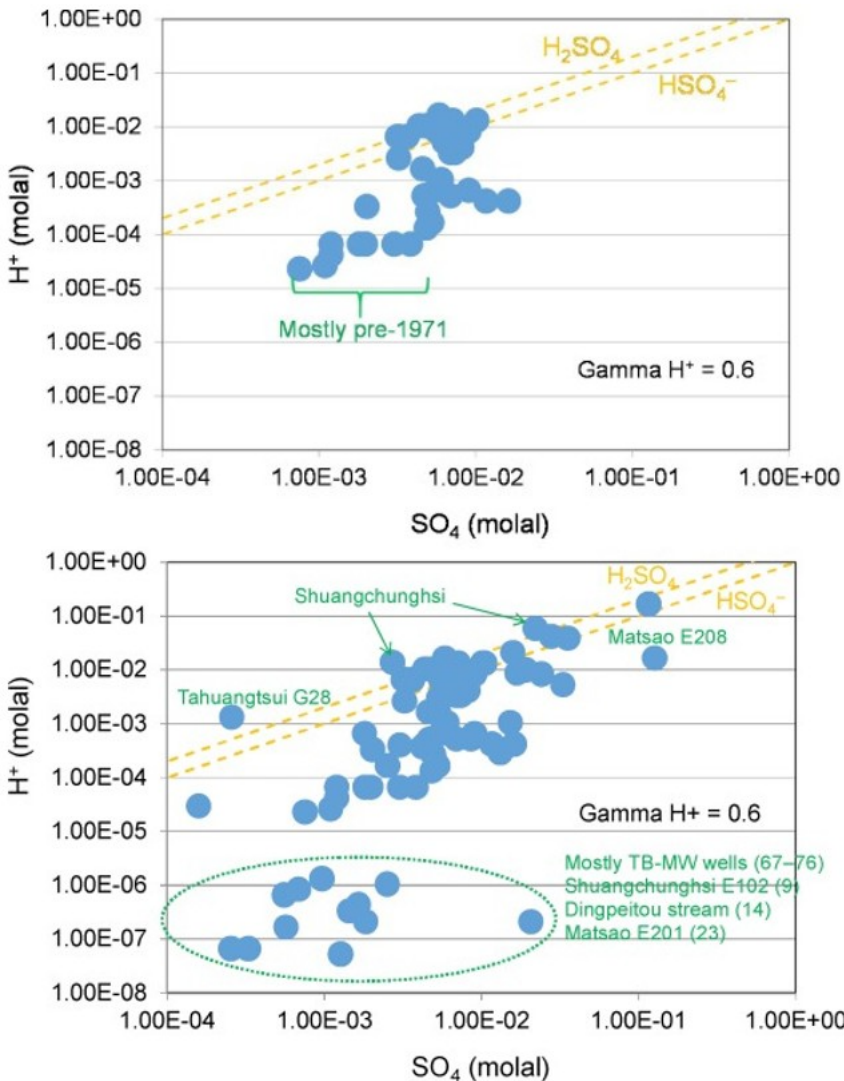 1.00E+00
1.00E-01
1.00E-02
1.00E-03
1.00E-04
1.00E-05
1.00E-06
1.00E-07
1.00E-08
H⁺ (molal)
H₂SO₄
HSO₄⁻
Mostly pre-1971
Gamma H⁺ = 0.6
1.00E-04 1.00E-03 1.00E-02 1.00E-01 1.00E+00
SO₄ (molal)
1.00E+00
1.00E-01
1.00E-02
1.00E-03
1.00E-04
1.00E-05
1.00E-06
1.00E-07
1.00E-08
H⁺ (molal)
H₂SO₄
HSO₄⁻
Shuangchunghsi
Matsao E208
Tahuangtsui G28
Gamma H+ = 0.6
Mostly TB-MW wells (67–76)
Shuangchunghsi E102 (9)
Dingpeitou stream (14)
Matsao E201 (23)
1.00E-04 1.00E-03 1.00E-02 1.00E-01 1.00E+00
SO₄ (molal)